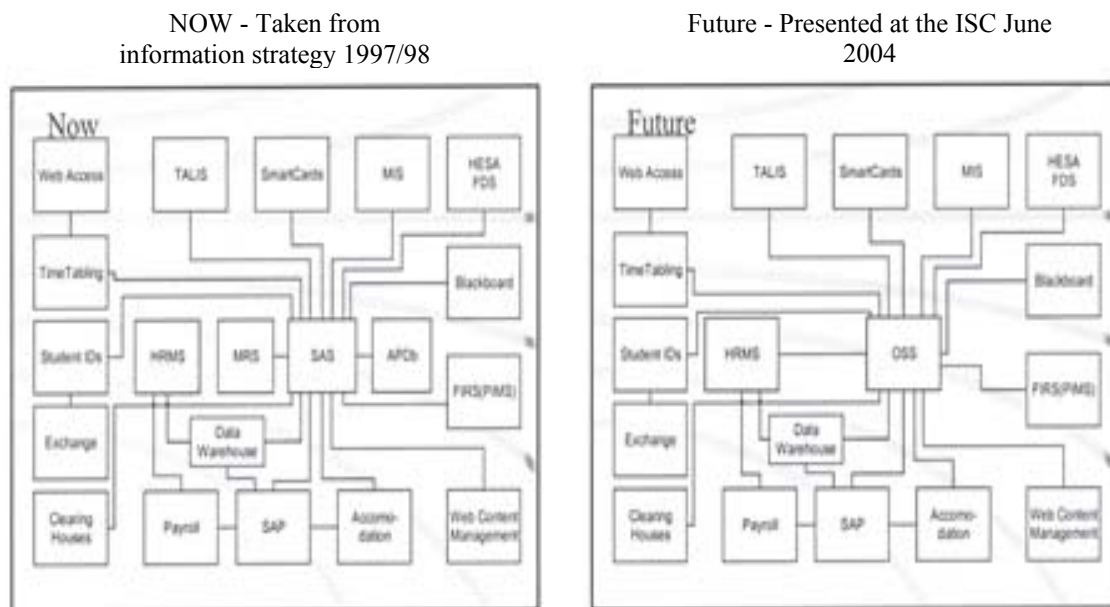 NOW - Taken from
information strategy 1997/98
Now
Web Access
TALIS
SmartCards
MIS
HESA
FDS
TimeTabling
Blackboard
Student IDs
HRMS
MRS
SAS
APDb
FIRS(PIMS)
Exchange
Data
Warehouse
Clearing
Houses
Payroll
SAP
Accomo-
dation
Web Content
Management
Future - Presented at the ISC June
2004
Future
Web Access
TALIS
SmartCards
MIS
HESA
FDS
TimeTabling
Blackboard
Student IDs
HRMS
OSS
FIRS(PIMS)
Exchange
Data
Warehouse
Clearing
Houses
Payroll
SAP
Accomo-
dation
Web Content
Management